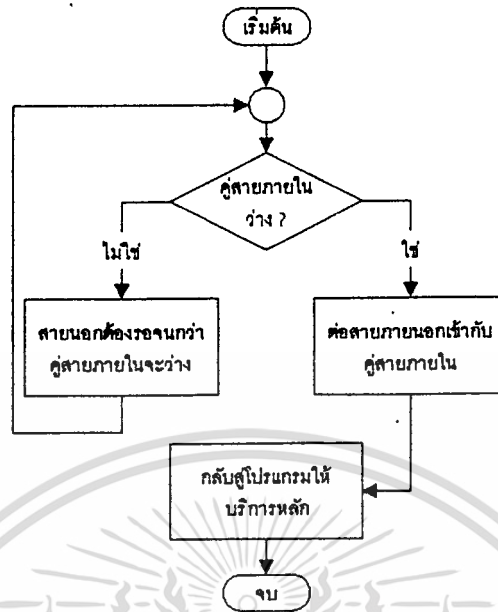 เริ่มต้น
คู่สายภายใน
ว่าง ?
ไม่ใช่
ใช่
สายนอกต้องรอจนกว่า
คู่สายภายในจะว่าง
ต่อสายภายนอกเข้ากับ
คู่สายภายใน
กลับสู่โปรแกรมให้
บริการหลัก
จบ